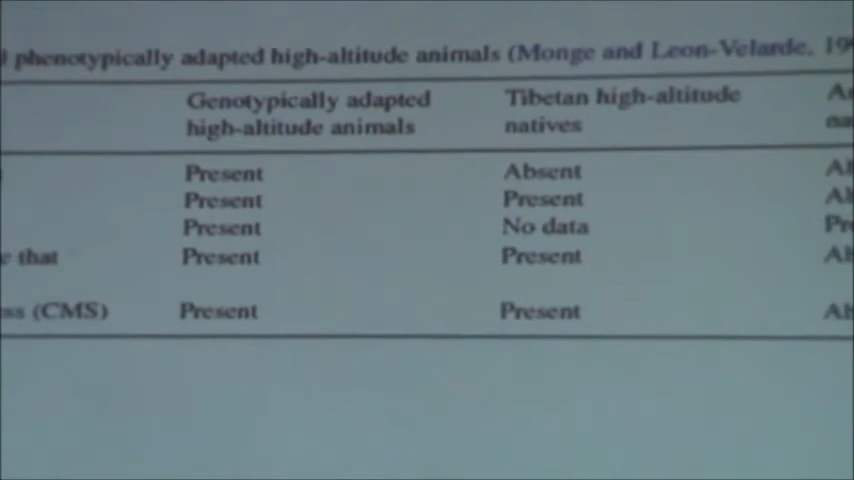 phenotypically adapted high-altitude animals (Monge and Leon-Velarde, 19
Genotypically adapted Tibetan high-altitude
high-altitude animals natives
Present Absent
Present Present
Present No data
that Present Present
(CMS) Present Present